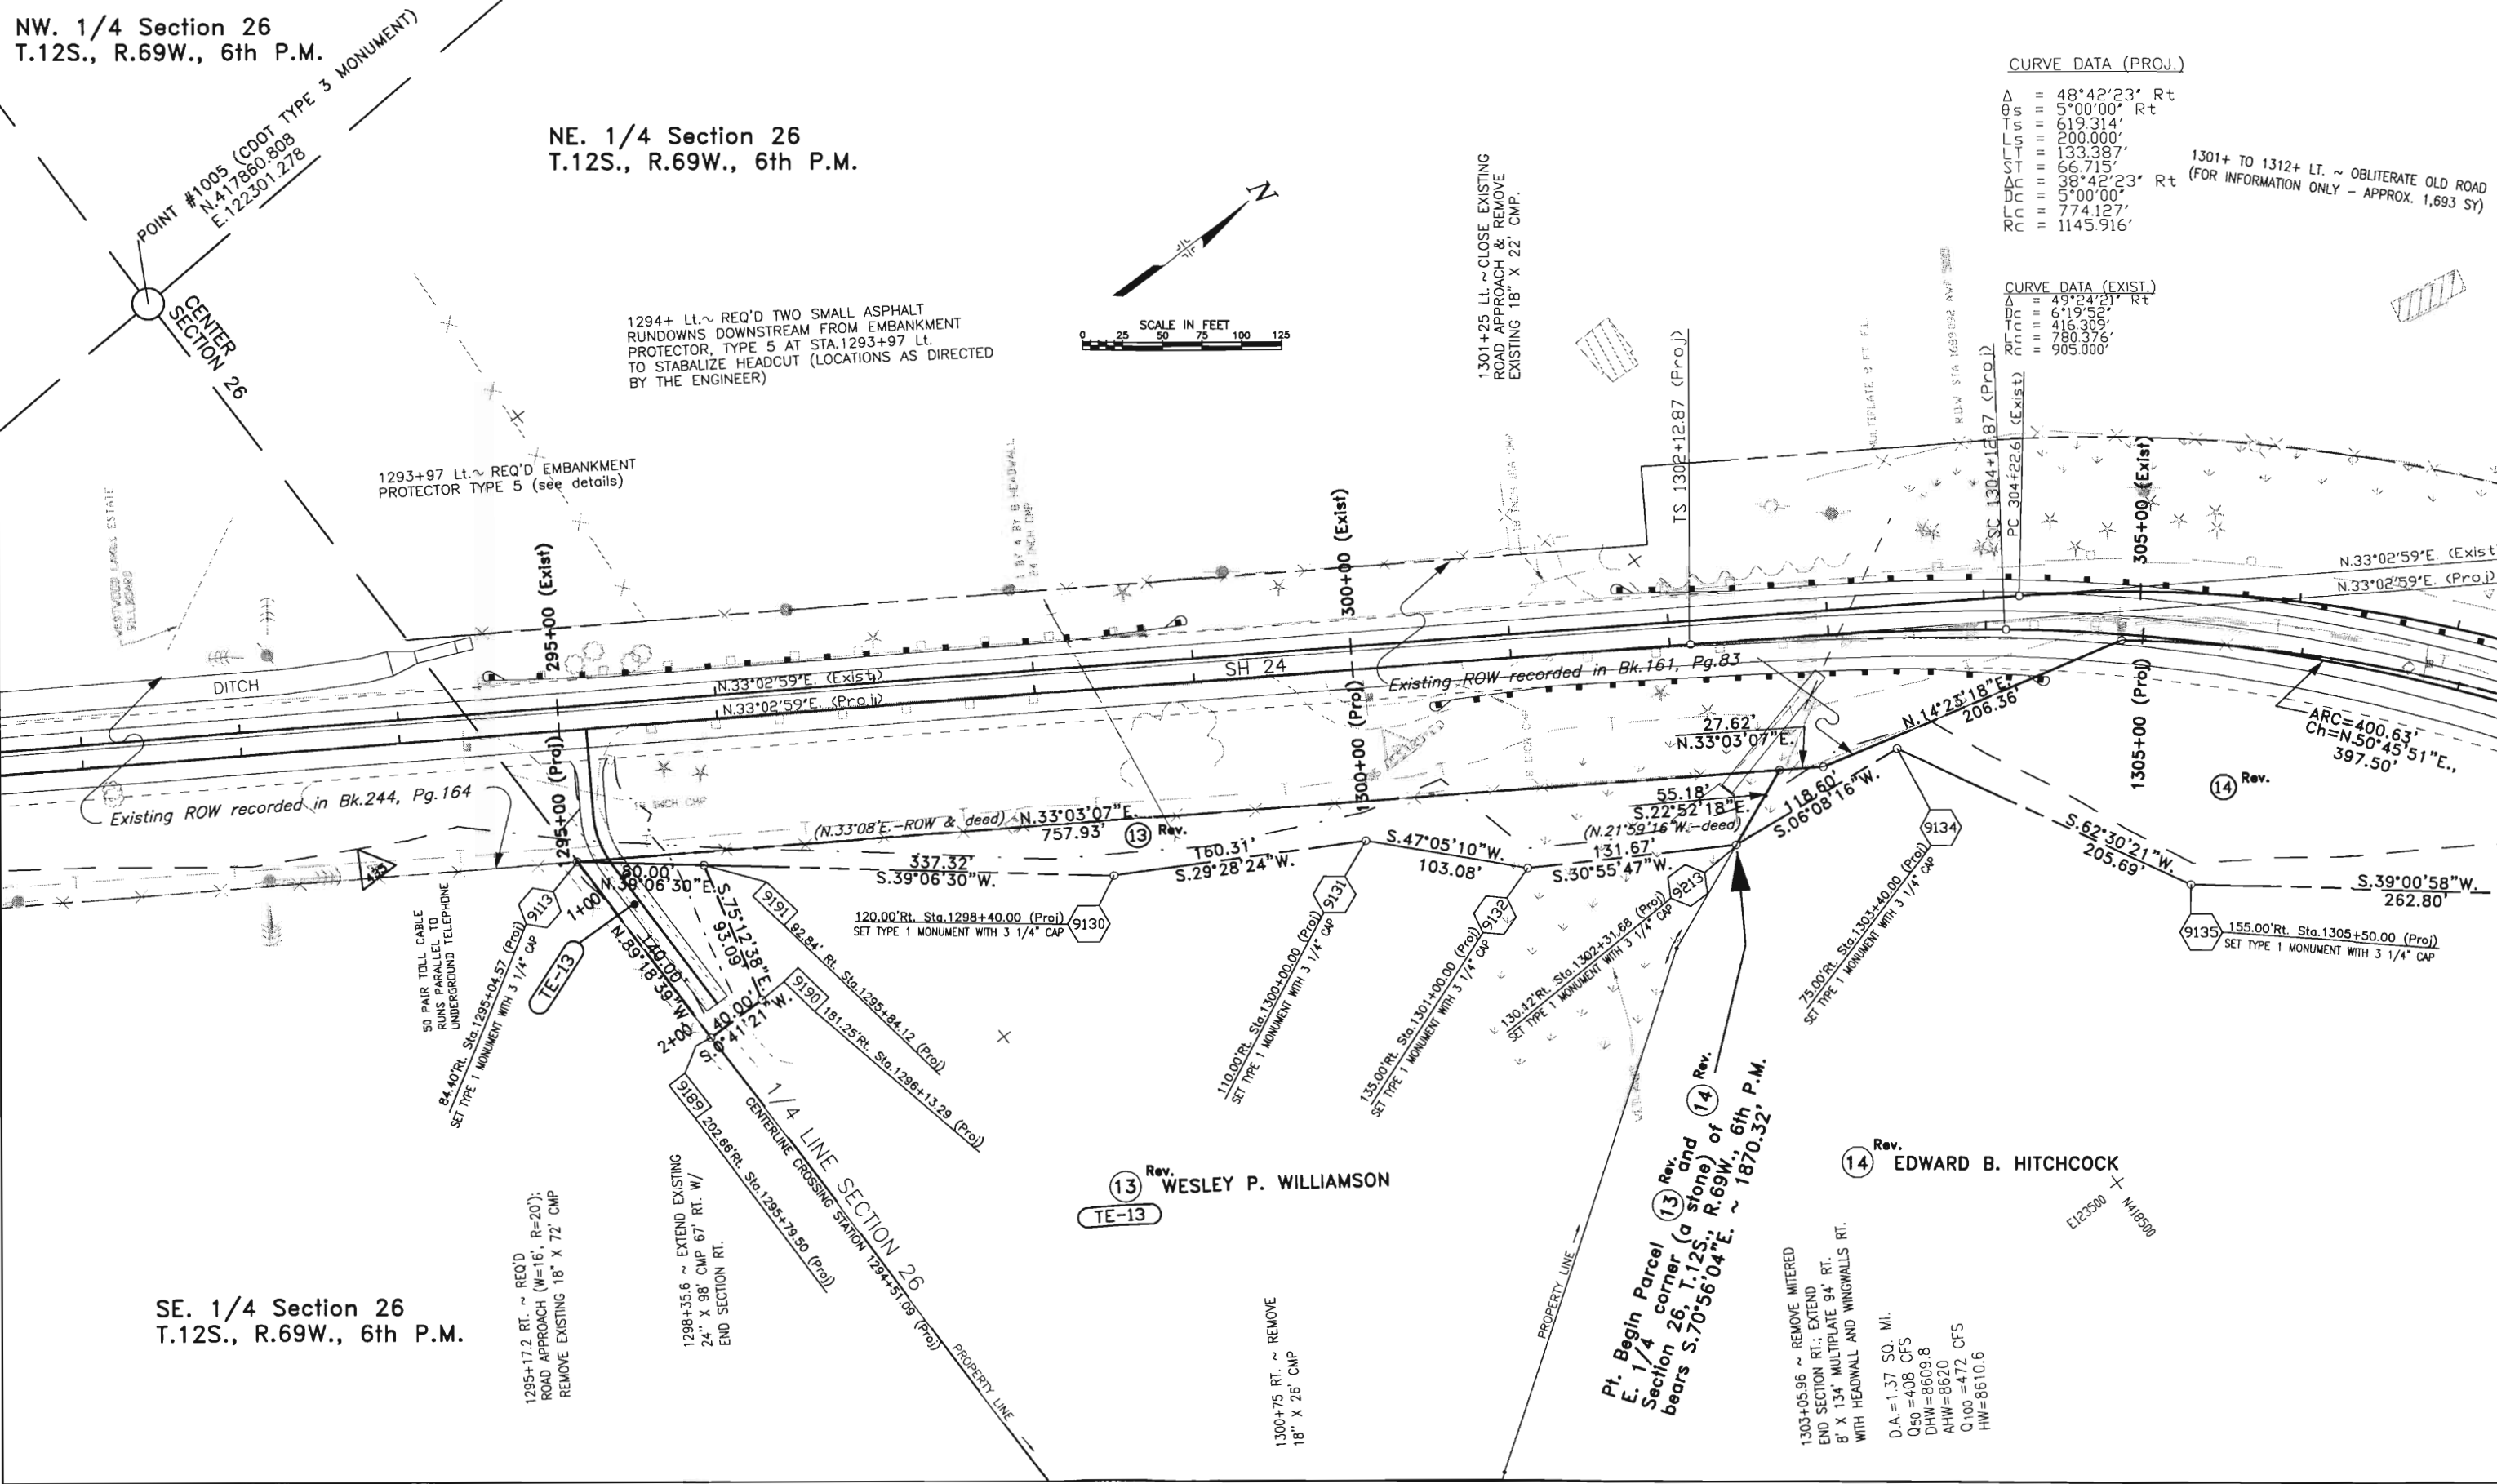 NW. 1/4 Section 26
T.12S., R.69W., 6th P.M.
POINT #1005 (CDOT TYPE 3 MONUMENT)
N.417860.808
E.122301.278
CENTER
SECTION 26
NE. 1/4 Section 26
T.12S., R.69W., 6th P.M.
N
SCALE IN FEET
0 25 50 75 100 125
1294+ Lt.~ REQ'D TWO SMALL ASPHALT
RUNDOWNS DOWNSTREAM FROM EMBANKMENT
PROTECTOR, TYPE 5 AT STA.1293+97 Lt.
TO STABALIZE HEADCUT (LOCATIONS AS DIRECTED
BY THE ENGINEER)
1293+97 Lt.~ REQ'D EMBANKMENT
PROTECTOR TYPE 5 (see details)
1301+25 Lt.~CLOSE EXISTING
ROAD APPROACH & REMOVE
EXISTING 18" X 22' CMP.
CURVE DATA (PROJ.)
Δ = 48°42'23" Rt
θs = 5°00'00" Rt
Ts = 619.314'
Ls = 200.000'
LT = 133.387'
ST = 66.715'
Δc = 38°42'23" Rt
Dc = 5°00'00"
Lc = 774.127'
Rc = 1145.916'
1301+ TO 1312+ LT. ~ OBLITERATE OLD ROAD
(FOR INFORMATION ONLY - APPROX. 1,693 SY)
CURVE DATA (EXIST.)
Δ = 49°24'21" Rt
Dc = 6°19'52"
Tc = 416.309'
Lc = 780.376'
Rc = 905.000'
WESTWOOD LAKES ESTATE
BILLBOARD
4 BY 8 HEADWALL
24 INCH CMP
TS 1302+12.87 (Proj)
SC 1304+12.87 (Proj)
PC 304+22.61 (Exist)
295+00 (Exist)
300+00 (Exist)
305+00 (Exist)
N.33°02'59"E. (Exist
N.33°02'59"E. (Proj)
DITCH
N.33°02'59"E. (Exist)
N.33°02'59"E. (Proj)
SH 24
Existing ROW recorded in Bk.161, Pg.83
Existing ROW recorded in Bk.244, Pg.164
1295+00 (Proj)
1300+00 (Proj)
1305+00 (Proj)
18 INCH CMP
27.62'
N.33°03'07"E.
N.14°23'18"E.
206.36'
ARC=400.63'
Ch=N.50°45'51"E.,
397.50'
14 Rev.
(N.33°08'E.-ROW & deed) N.33°03'07"E.
757.93'
13 Rev.
55.18'
S.22°52'18"E.
(N.21°59'16"W.-deed)
118.60'
S.06°08'16"W.
80.00'
N.39°06'30"E.
337.32'
S.39°06'30"W.
160.31'
S.29°28'24"W.
S.47°05'10"W.
103.08'
131.67'
S.30°55'47"W.
S.62°30'21"W.
205.69'
S.39°00'58"W.
262.80'
S.75°12'38"E.
93.09'
140.00'
N.89°18'39"W.
40.00'
S.0°41'21"W.
1+00
2+00
TE-13
50 PAIR TOLL CABLE
RUNS PARALLEL TO
UNDERGROUND TELEPHONE
9113
84.40'Rt. Sta.1295+04.57 (Proj)
SET TYPE 1 MONUMENT WITH 3 1/4" CAP
9191 92.84' Rt. Sta.1295+84.12 (Proj)
9190 181.25'Rt. Sta.1296+13.29 (Proj)
9189 202.66'Rt. Sta.1295+79.50 (Proj)
120.00'Rt. Sta.1298+40.00 (Proj)
SET TYPE 1 MONUMENT WITH 3 1/4" CAP
9130
110.00'Rt. Sta.1300+00.00 (Proj)
SET TYPE 1 MONUMENT WITH 3 1/4" CAP
9131
135.00'Rt. Sta.1301+00.00 (Proj)
SET TYPE 1 MONUMENT WITH 3 1/4" CAP
9132
130.12'Rt. Sta.1302+31.68 (Proj)
SET TYPE 1 MONUMENT WITH 3 1/4" CAP
9213
75.00'Rt. Sta.1303+40.00 (Proj)
SET TYPE 1 MONUMENT WITH 3 1/4" CAP
9134
9135
155.00'Rt. Sta.1305+50.00 (Proj)
SET TYPE 1 MONUMENT WITH 3 1/4" CAP
1/4 LINE SECTION 26
CENTERLINE CROSSING STATION 1294+51.09 (Proj)
PROPERTY LINE
PROPERTY LINE
WETLANDS
Pt. Begin Parcel 13 Rev. and
E. 1/4 corner (a stone) of 14 Rev.
Section 26, T.12S., R.69W., 6th P.M.
bears S.70°56'04"E. ~ 1870.32'
13 Rev. WESLEY P. WILLIAMSON
TE-13
14 Rev. EDWARD B. HITCHCOCK
E123500
N418500
SE. 1/4 Section 26
T.12S., R.69W., 6th P.M.
1295+17.2 RT. ~ REQ'D
ROAD APPROACH (W=16', R=20');
REMOVE EXISTING 18" X 72' CMP
1298+35.6 ~ EXTEND EXISTING
24" X 98' CMP 67' RT. W/
END SECTION RT.
1300+75 RT. ~ REMOVE
18" X 26' CMP
1303+05.96 ~ REMOVE MITERED
END SECTION RT.; EXTEND
8' X 134' MULTIPLATE 94' RT.
WITH HEADWALL AND WINGWALLS RT.
D.A.=1.37 SQ. MI.
Q50 =408 CFS
DHW=8609.8
AHW=8620
Q100 =472 CFS
HW=8610.6